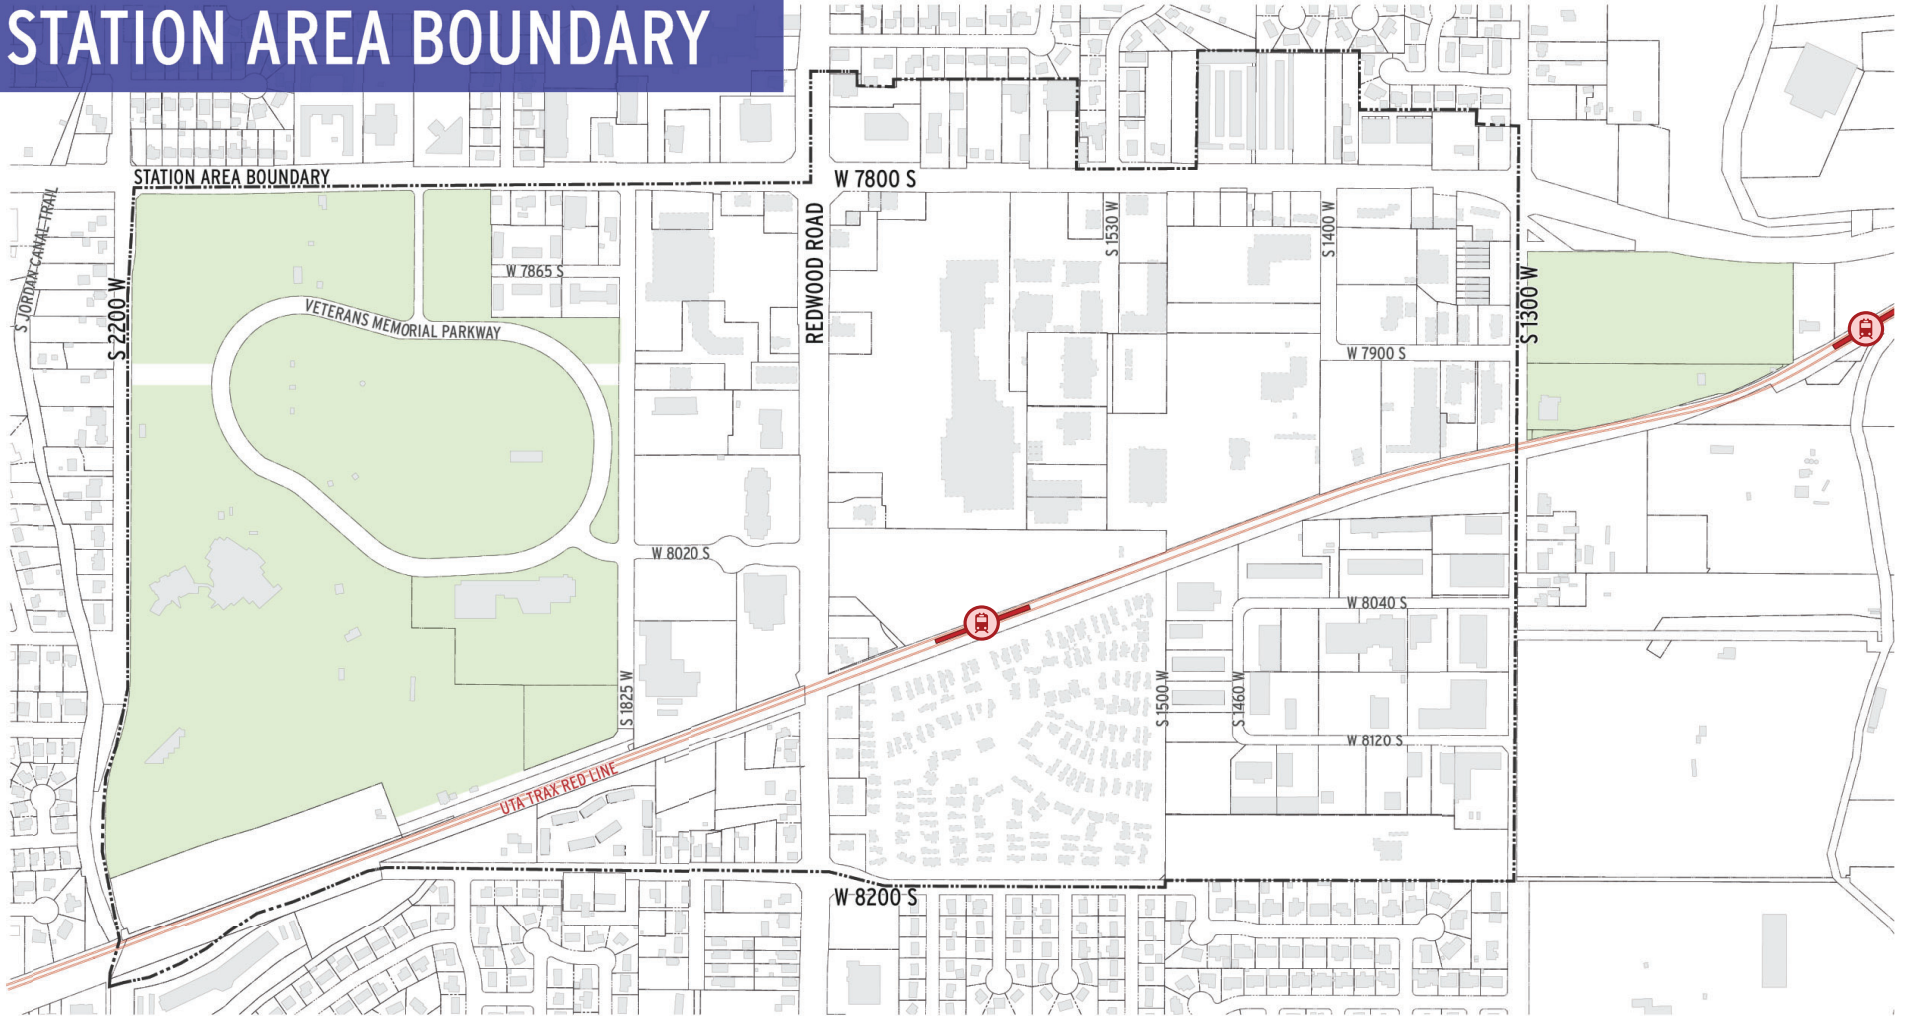 STATION AREA BOUNDARY
STATION AREA BOUNDARY
W 7800 S
S JORDAN CANAL TRAIL
S 2200 W
REDWOOD ROAD
S 1530 W
S 1400 W
S 1300 W
W 7865 S
VETERANS MEMORIAL PARKWAY
W 7900 S
W 8020 S
W 8040 S
S 1825 W
S 1500 W
S 1460 W
W 8120 S
UTA TRAX RED LINE
W 8200 S